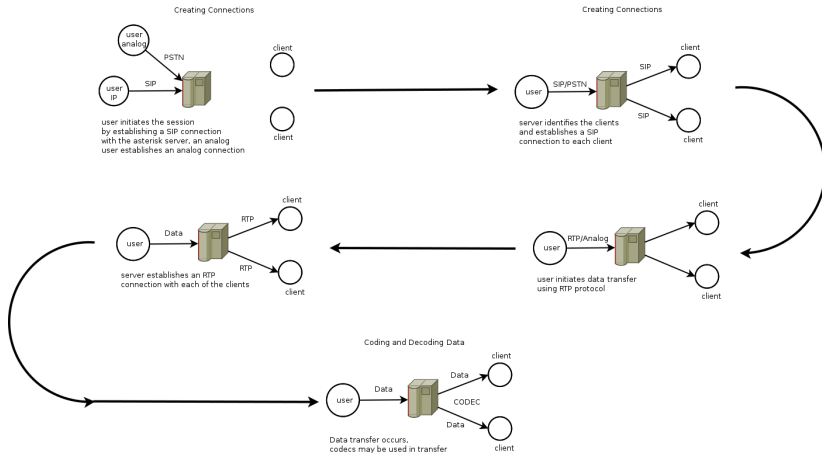 Creating Connections
user
analog
PSTN
user
IP
SIP
client
client
user initiates the session
by establishing a SIP connection
with the asterisk server, an analog
user establishes an analog connection
Creating Connections
user
SIP/PSTN
SIP
SIP
client
client
server identifies the clients
and establishes a SIP
connection to each client
user
RTP/Analog
client
client
user initiates data transfer
using RTP protocol
user
Data
RTP
RTP
client
client
server establishes an RTP
connection with each of the clients
Coding and Decoding Data
user
Data
Data
CODEC
Data
client
client
Data transfer occurs,
codecs may be used in transfer